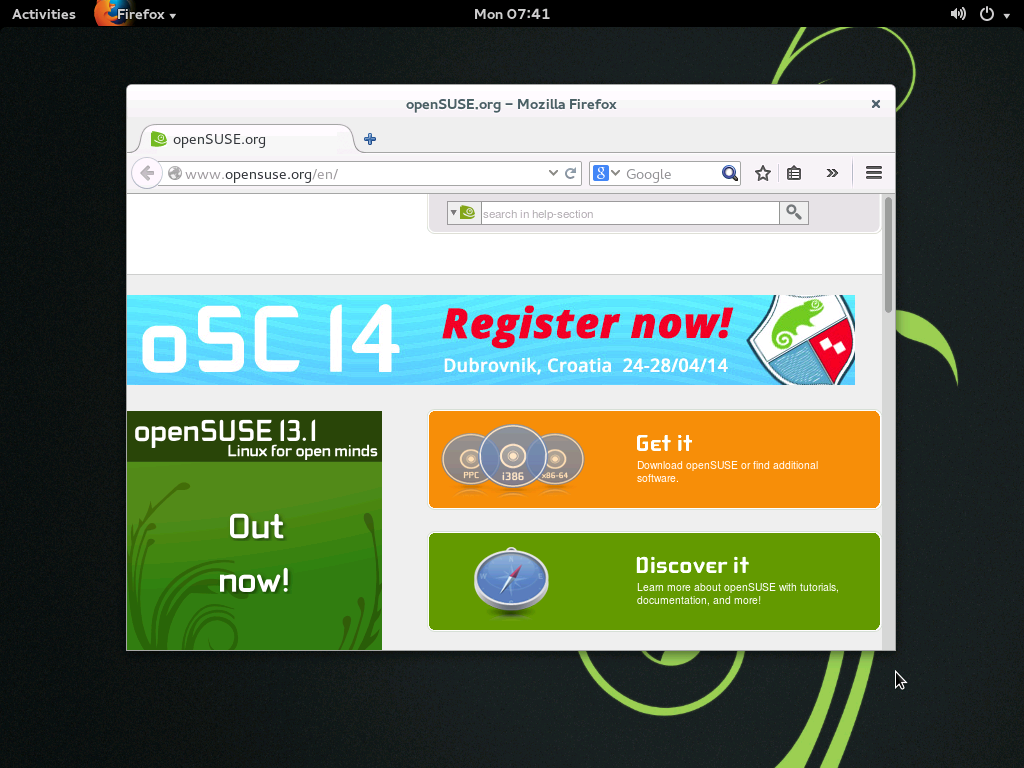 Activities Firefox Mon 07:41
openSUSE.org – Mozilla Firefox
openSUSE.org
www.opensuse.org/en/ 8 Google
search in help-section
oSC 14
Register now!
Dubrovnik, Croatia 24-28/04/14
openSUSE 13.1
Linux for open minds
Out
now!
PPC i386 x86-64
Get it
Download openSUSE or find additional
software.
Discover it
Learn more about openSUSE with tutorials,
documentation, and more!